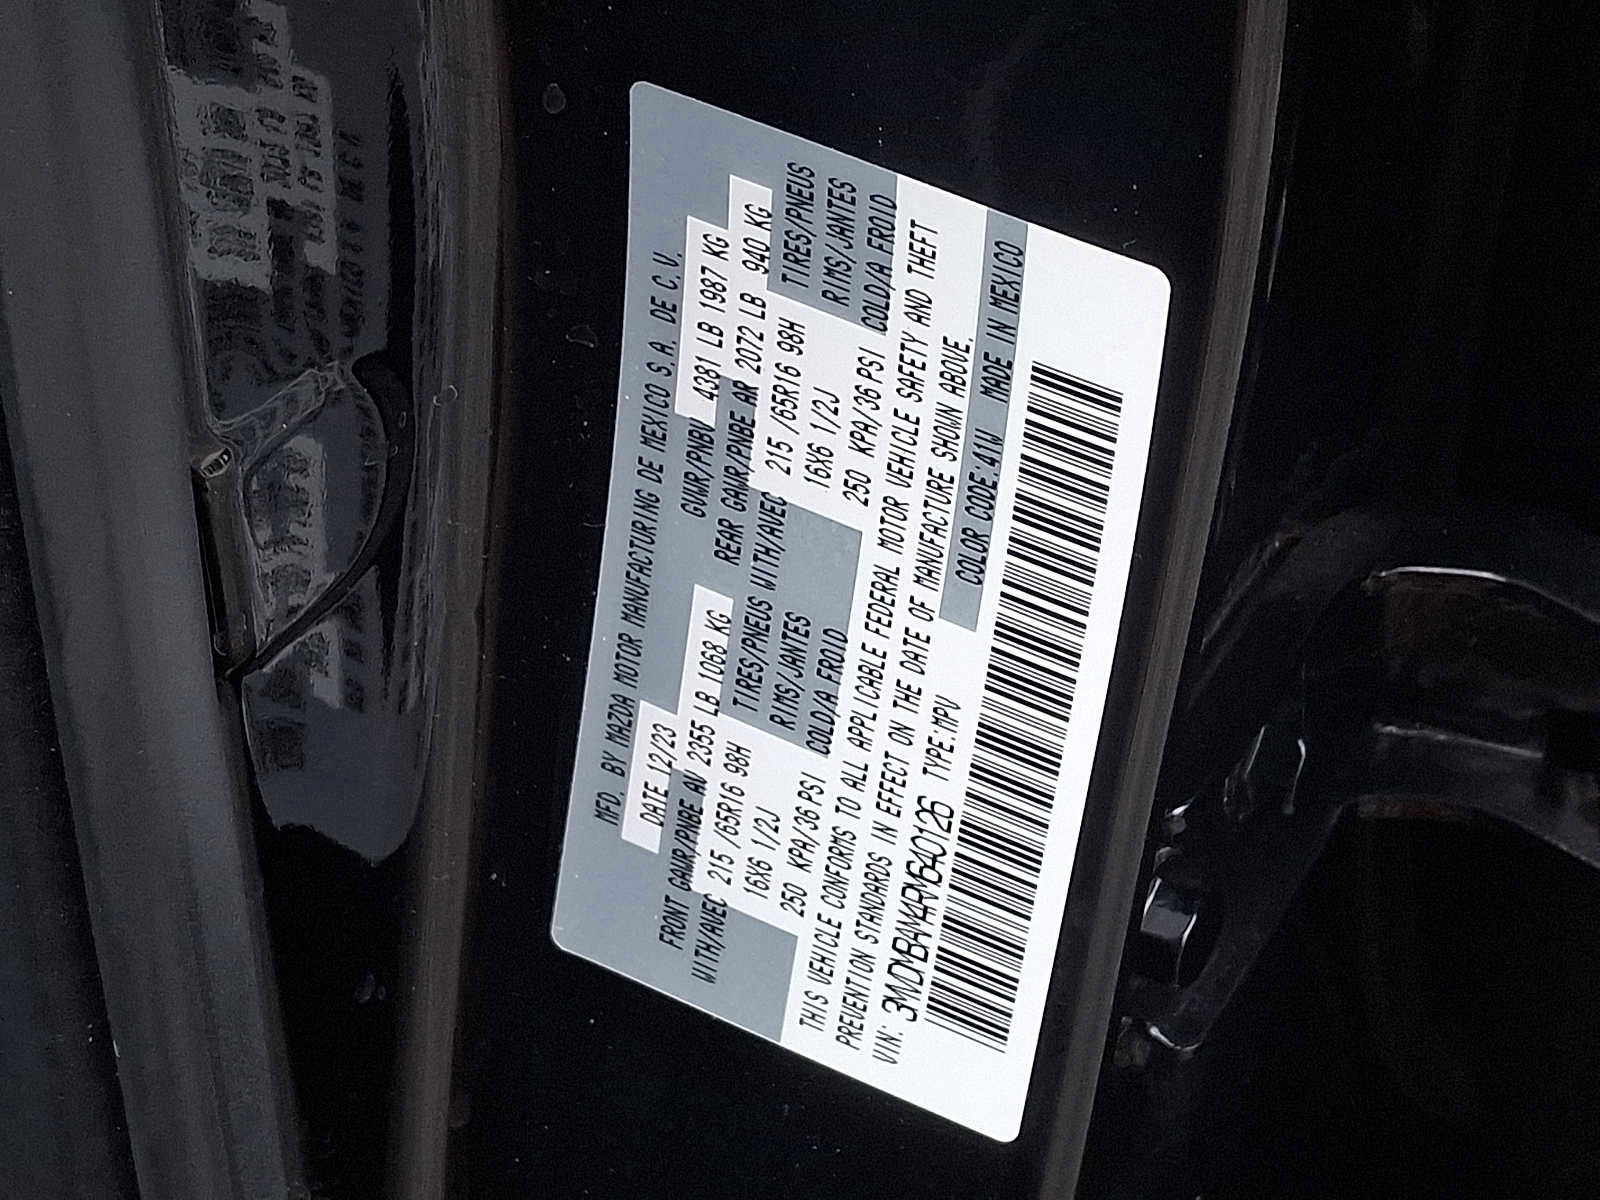 MFD. BY MAZDA MOTOR MANUFACTURING DE MEXICO S.A. DE C.V.
DATE 12/23 GVWR/PNBV 4381 LB 1987 KG
FRONT GAWR/PNBE AV 2355 LB 1068 KG REAR GAWR/PNBE AR 2072 LB 940 KG
WITH/AVEC 215 /65R16 98H TIRES/PNEUS WITH/AVEC 215 /65R16 98H TIRES/PNEUS
16X6 1/2J RIMS/JANTES 16X6 1/2J RIMS/JANTES
250 KPA/36 PSI COLD/A FROID 250 KPA/36 PSI COLD/A FROID
THIS VEHICLE CONFORMS TO ALL APPLICABLE FEDERAL MOTOR VEHICLE SAFETY AND THEFT
PREVENTION STANDARDS IN EFFECT ON THE DATE OF MANUFACTURE SHOWN ABOVE.
VIN: 3MVDMBAM4RM640126 TYPE:MPV COLOR CODE:41W MADE IN MEXICO